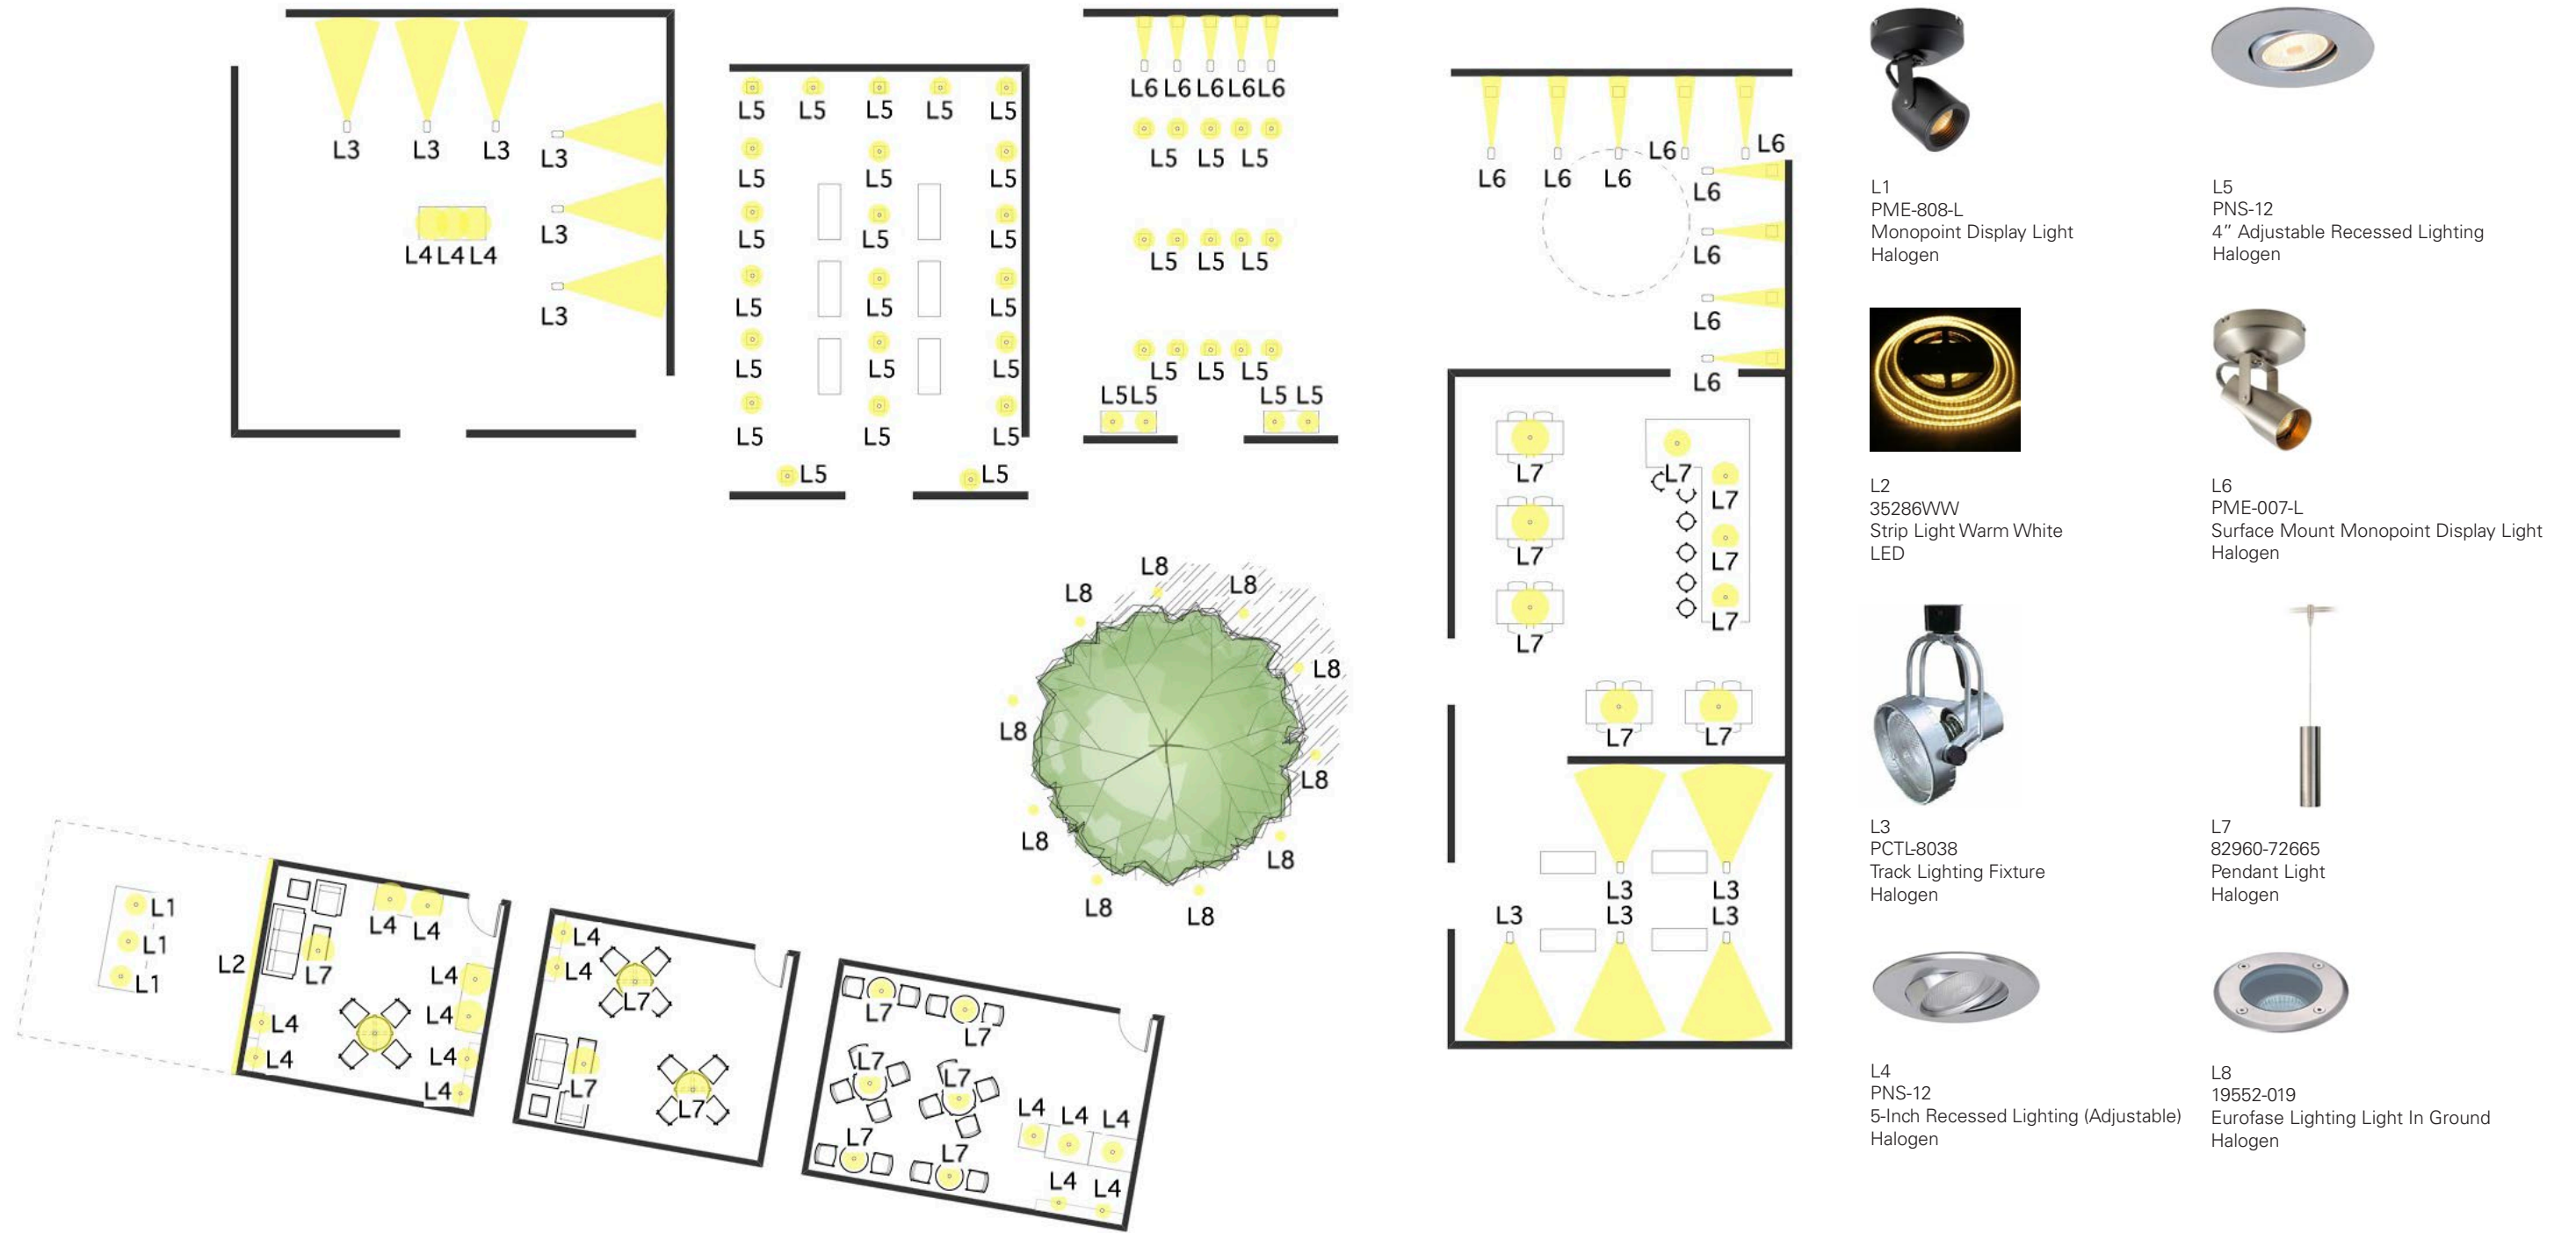 L3 L3 L3
L3
L3
L3
L4 L4 L4
L5 L5 L5 L5 L5
L5 L5 L5
L5 L5 L5
L5 L5 L5
L5 L5 L5
L5 L5 L5
L5 L5
L6 L6 L6 L6 L6
L5 L5 L5
L5 L5 L5
L5 L5 L5
L5 L5 L5 L5
L6 L6 L6 L6 L6
L6
L6
L6
L6
L7 L7
L7
L7 L7
L7 L7
L7 L7
L3 L3
L3 L3 L3
L8
L8
L8
L8
L8
L8
L8
L8
L8
L8
L1
L1
L1
L2
L7
L4 L4
L4
L4
L4
L4
L4
L4
L4
L4
L7
L7
L7
L7
L7
L7
L7
L7
L7
L4 L4 L4
L4 L4
L1
PME-808-L
Monopoint Display Light
Halogen
L5
PNS-12
4” Adjustable Recessed Lighting
Halogen
L2
35286WW
Strip Light Warm White
LED
L6
PME-007-L
Surface Mount Monopoint Display Light
Halogen
L3
PCTL-8038
Track Lighting Fixture
Halogen
L7
82960-72665
Pendant Light
Halogen
L4
PNS-12
5-Inch Recessed Lighting (Adjustable)
Halogen
L8
19552-019
Eurofase Lighting Light In Ground
Halogen